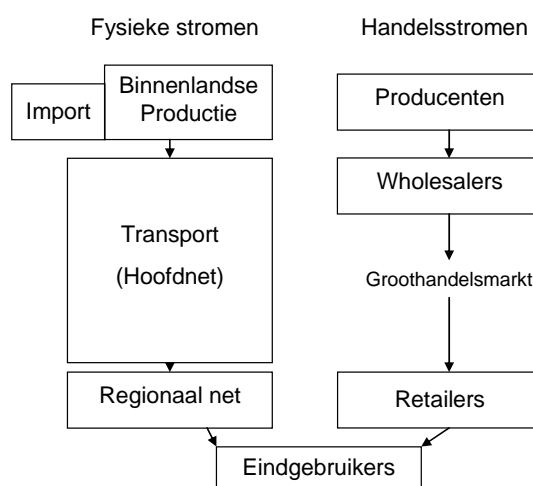 Fysieke stromen
Handelsstromen
Import
Binnenlandse
Productie
Producenten
Wholesalers
Transport
(Hoofdnet)
Groothandelsmarkt
Regionaal net
Retailers
Eindgebruikers